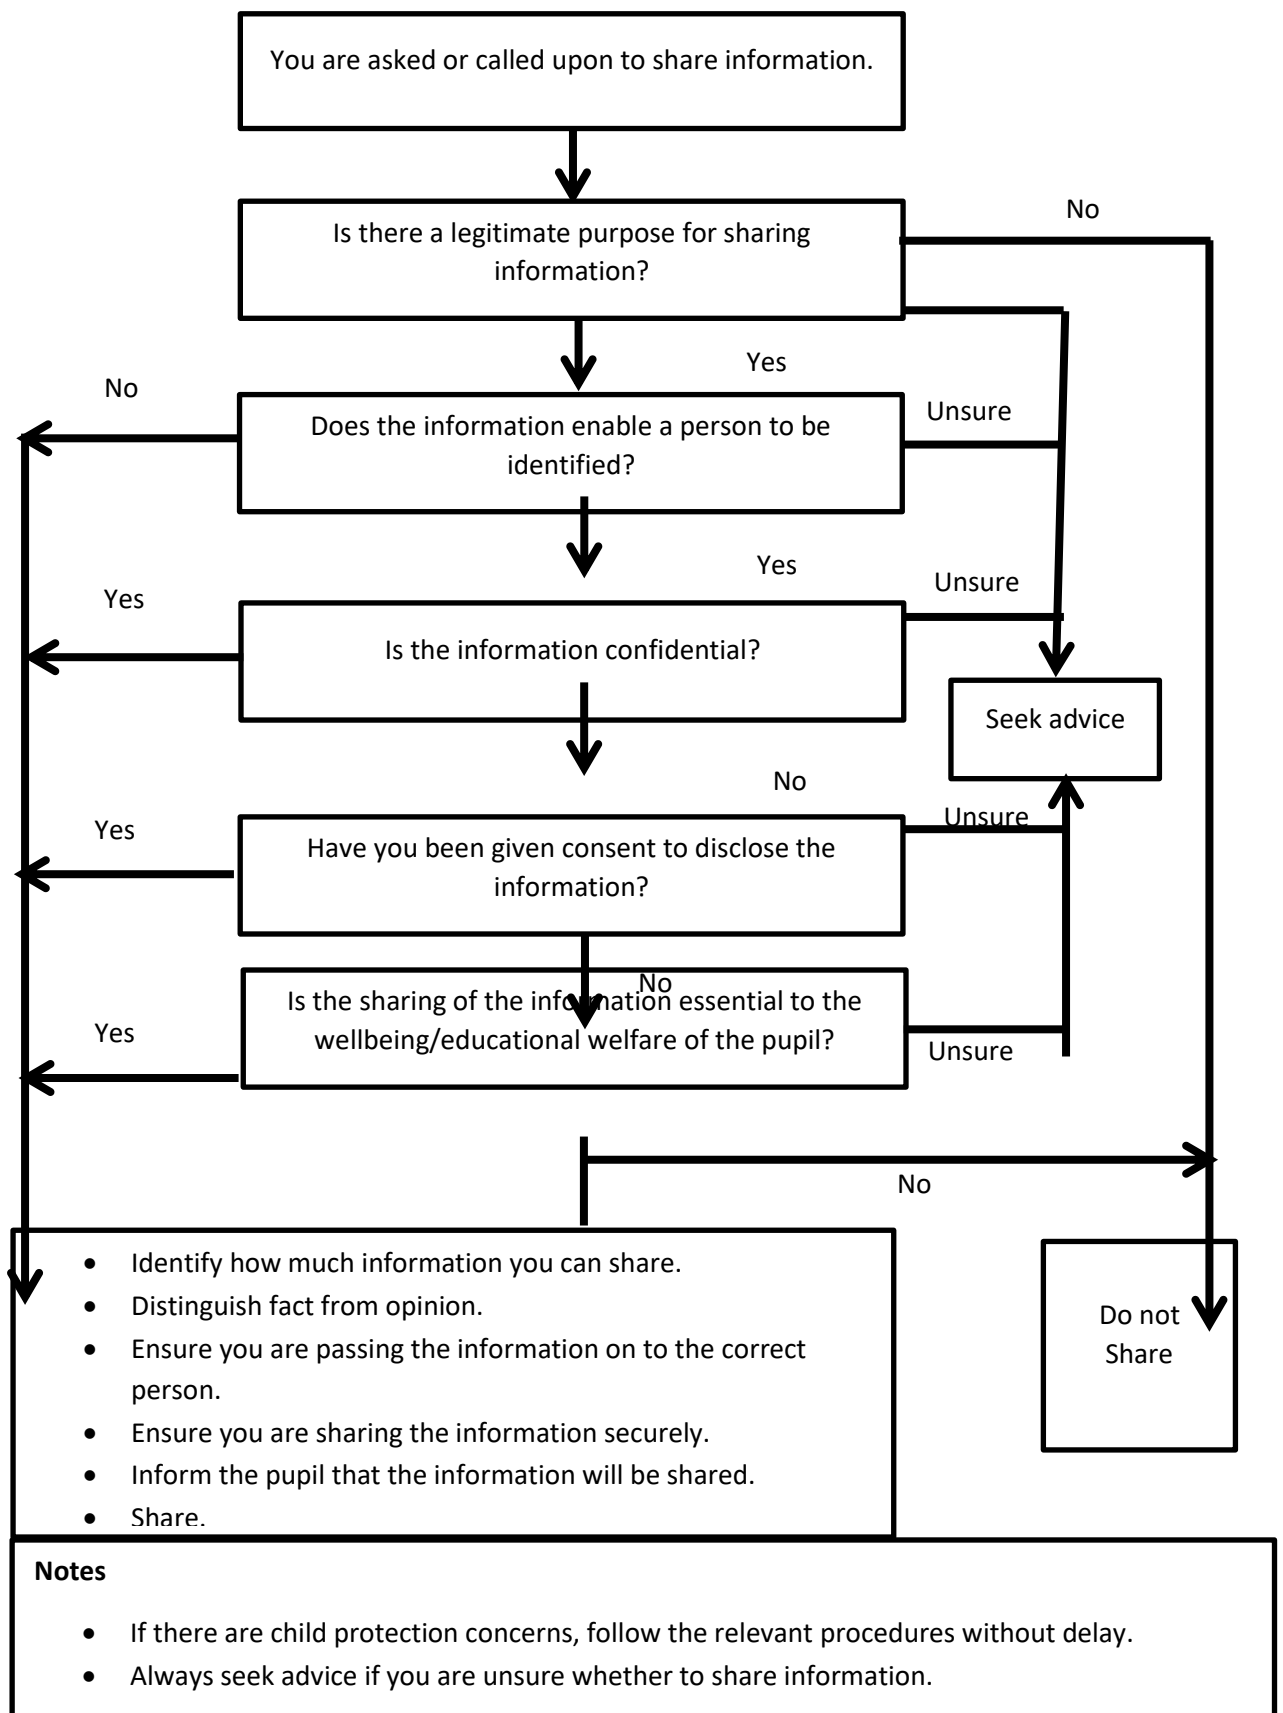 You are asked or called upon to share information.
No
Is there a legitimate purpose for sharing
information?
Yes
No
Unsure
Does the information enable a person to be
identified?
Yes
Unsure
Yes
Is the information confidential?
Seek advice
No
Unsure
Yes
Have you been given consent to disclose the
information?
No
Is the sharing of the information essential to the
wellbeing/educational welfare of the pupil?
Yes
Unsure
No
• Identify how much information you can share.
• Distinguish fact from opinion.
• Ensure you are passing the information on to the correct
person.
• Ensure you are sharing the information securely.
• Inform the pupil that the information will be shared.
• Share.
Do not
Share
Notes
• If there are child protection concerns, follow the relevant procedures without delay.
• Always seek advice if you are unsure whether to share information.